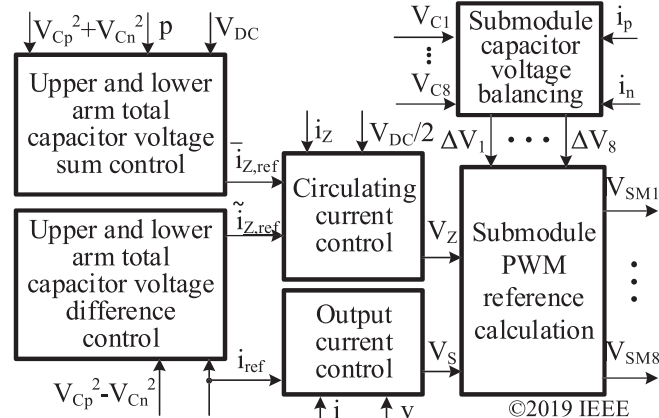 V_Cp^2+V_Cn^2 p V_DC
Upper and lower
arm total
capacitor voltage
sum control
V_C1
⋮
V_C8
Submodule
capacitor
voltage
balancing
i_p
i_n
ΔV_1 ••• ΔV_8
i_Z V_DC/2
i̅_Z,ref
ĩ_Z,ref
Circulating
current
control
V_Z
Upper and lower
arm total
capacitor voltage
difference
control
V_Cp^2-V_Cn^2
i_ref
Output
current
control
V_S
i v
Submodule
PWM
reference
calculation
V_SM1
⋮
V_SM8
©2019 IEEE